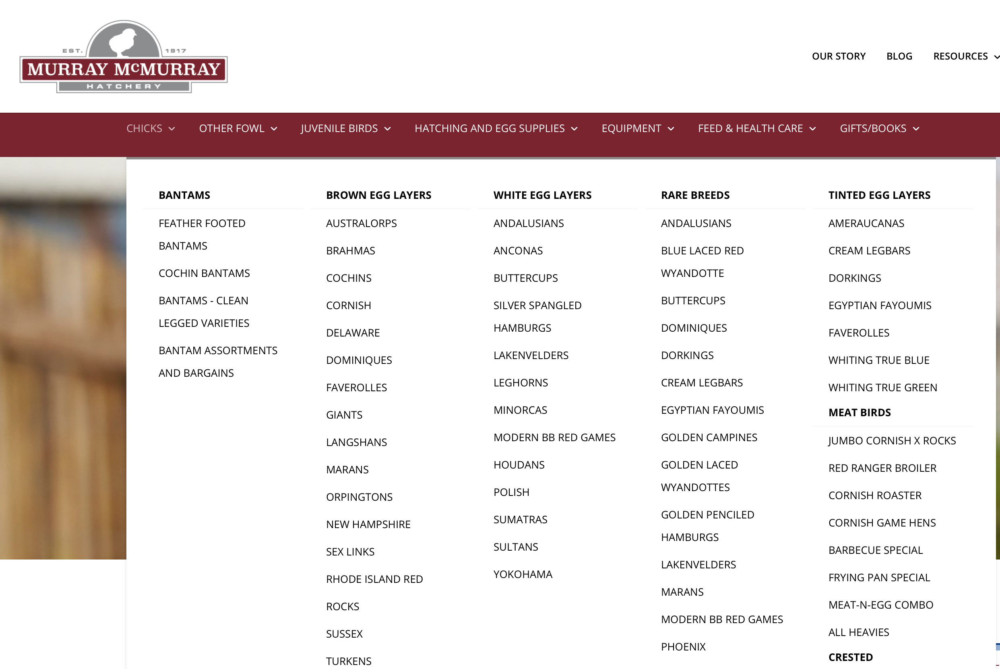 EST. 1917
MURRAY McMURRAY
HATCHERY
OUR STORY BLOG RESOURCES
CHICKS OTHER FOWL JUVENILE BIRDS HATCHING AND EGG SUPPLIES EQUIPMENT FEED & HEALTH CARE GIFTS/BOOKS
BANTAMS
FEATHER FOOTED
BANTAMS
COCHIN BANTAMS
BANTAMS - CLEAN
LEGGED VARIETIES
BANTAM ASSORTMENTS
AND BARGAINS
BROWN EGG LAYERS
AUSTRALORPS
BRAHMAS
COCHINS
CORNISH
DELAWARE
DOMINIQUES
FAVEROLLES
GIANTS
LANGSHANS
MARANS
ORPINGTONS
NEW HAMPSHIRE
SEX LINKS
RHODE ISLAND RED
ROCKS
SUSSEX
TURKENS
WHITE EGG LAYERS
ANDALUSIANS
ANCONAS
BUTTERCUPS
SILVER SPANGLED
HAMBURGS
LAKENVELDERS
LEGHORNS
MINORCAS
MODERN BB RED GAMES
HOUDANS
POLISH
SUMATRAS
SULTANS
YOKOHAMA
RARE BREEDS
ANDALUSIANS
BLUE LACED RED
WYANDOTTE
BUTTERCUPS
DOMINIQUES
DORKINGS
CREAM LEGBARS
EGYPTIAN FAYOUMIS
GOLDEN CAMPINES
GOLDEN LACED
WYANDOTTES
GOLDEN PENCILED
HAMBURGS
LAKENVELDERS
MARANS
MODERN BB RED GAMES
PHOENIX
TINTED EGG LAYERS
AMERAUCANAS
CREAM LEGBARS
DORKINGS
EGYPTIAN FAYOUMIS
FAVEROLLES
WHITING TRUE BLUE
WHITING TRUE GREEN
MEAT BIRDS
JUMBO CORNISH X ROCKS
RED RANGER BROILER
CORNISH ROASTER
CORNISH GAME HENS
BARBECUE SPECIAL
FRYING PAN SPECIAL
MEAT-N-EGG COMBO
ALL HEAVIES
CRESTED